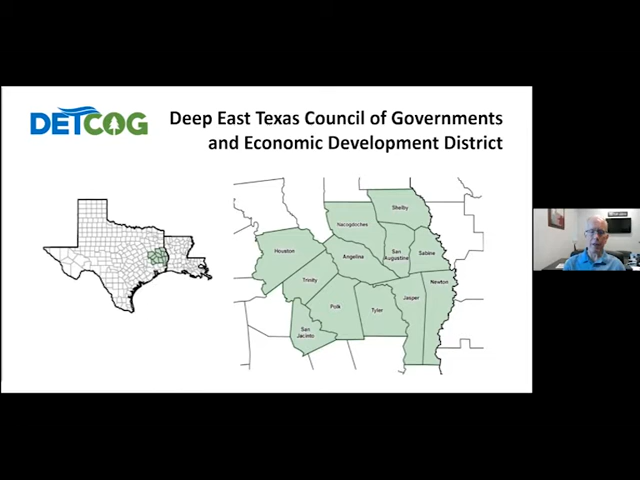 DETCOG
Deep East Texas Council of Governments
and Economic Development District
Shelby
Nacogdoches
Houston
San
Augustine
Sabine
Angelina
Trinity
Newton
Jasper
Polk
Tyler
San
Jacinto